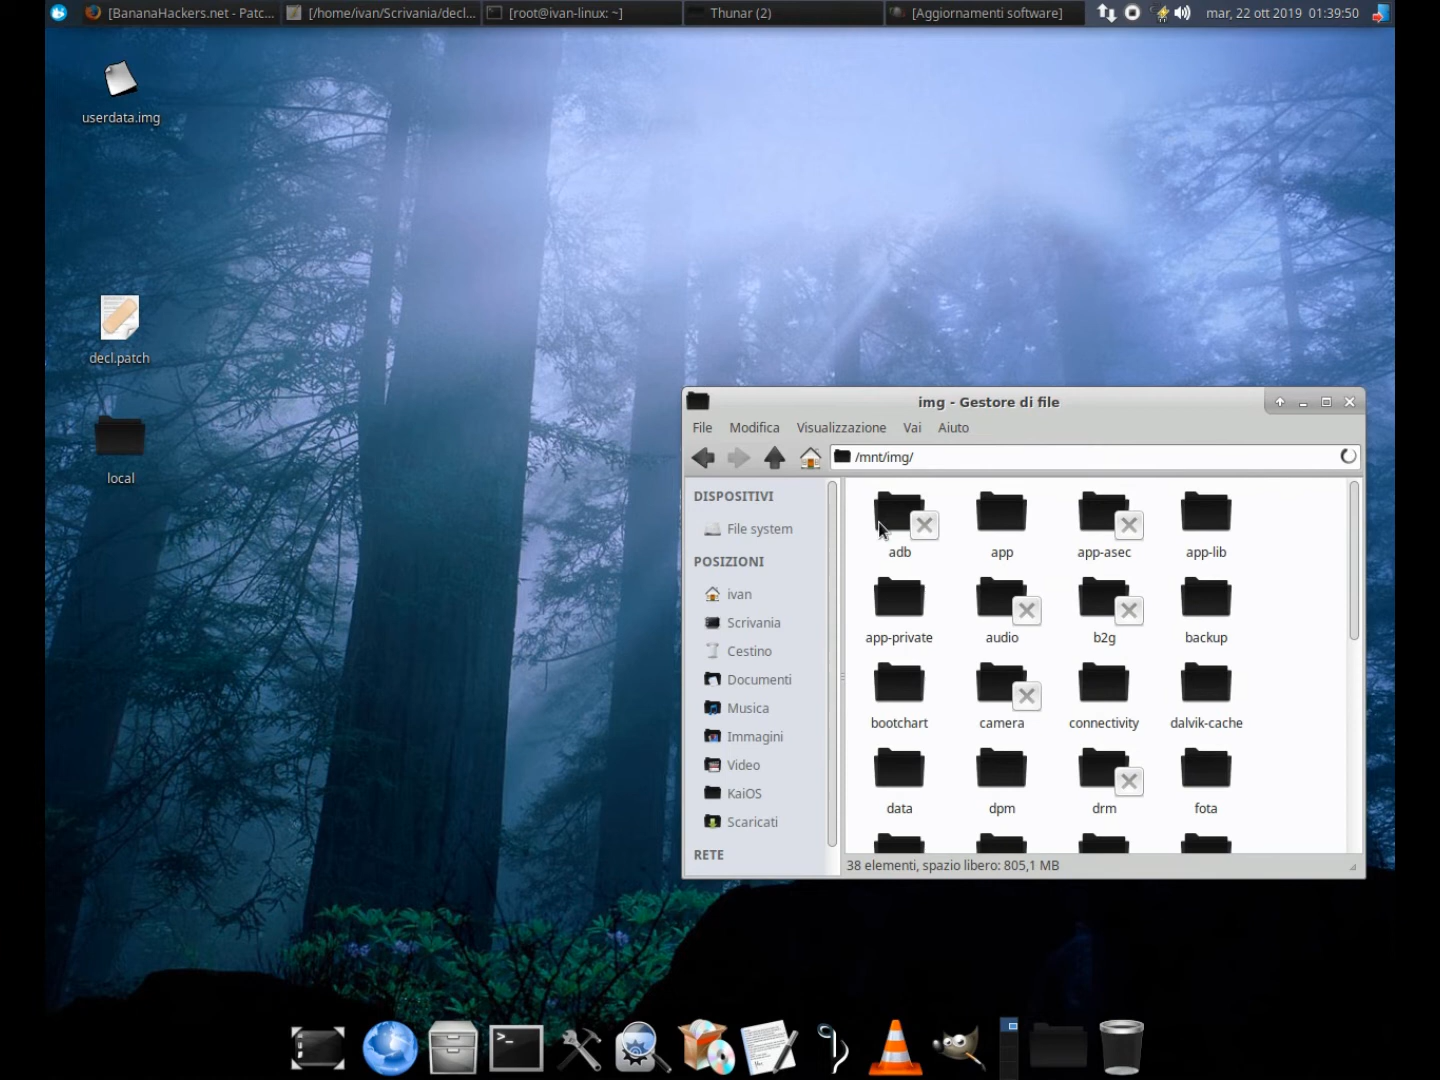 [BananaHackers.net - Patc... [/home/ivan/Scrivania/decl... [root@ivan-linux: ~] Thunar (2) [Aggiornamenti software] mar, 22 ott 2019 01:39:50
userdata.img
decl.patch
local
img - Gestore di file
File Modifica Visualizzazione Vai Aiuto
/mnt/img/
DISPOSITIVI
File system
POSIZIONI
ivan
Scrivania
Cestino
Documenti
Musica
Immagini
Video
KaiOS
Scaricati
RETE
adb app app-asec app-lib
app-private audio b2g backup
bootchart camera connectivity dalvik-cache
data dpm drm fota
38 elementi, spazio libero: 805,1 MB